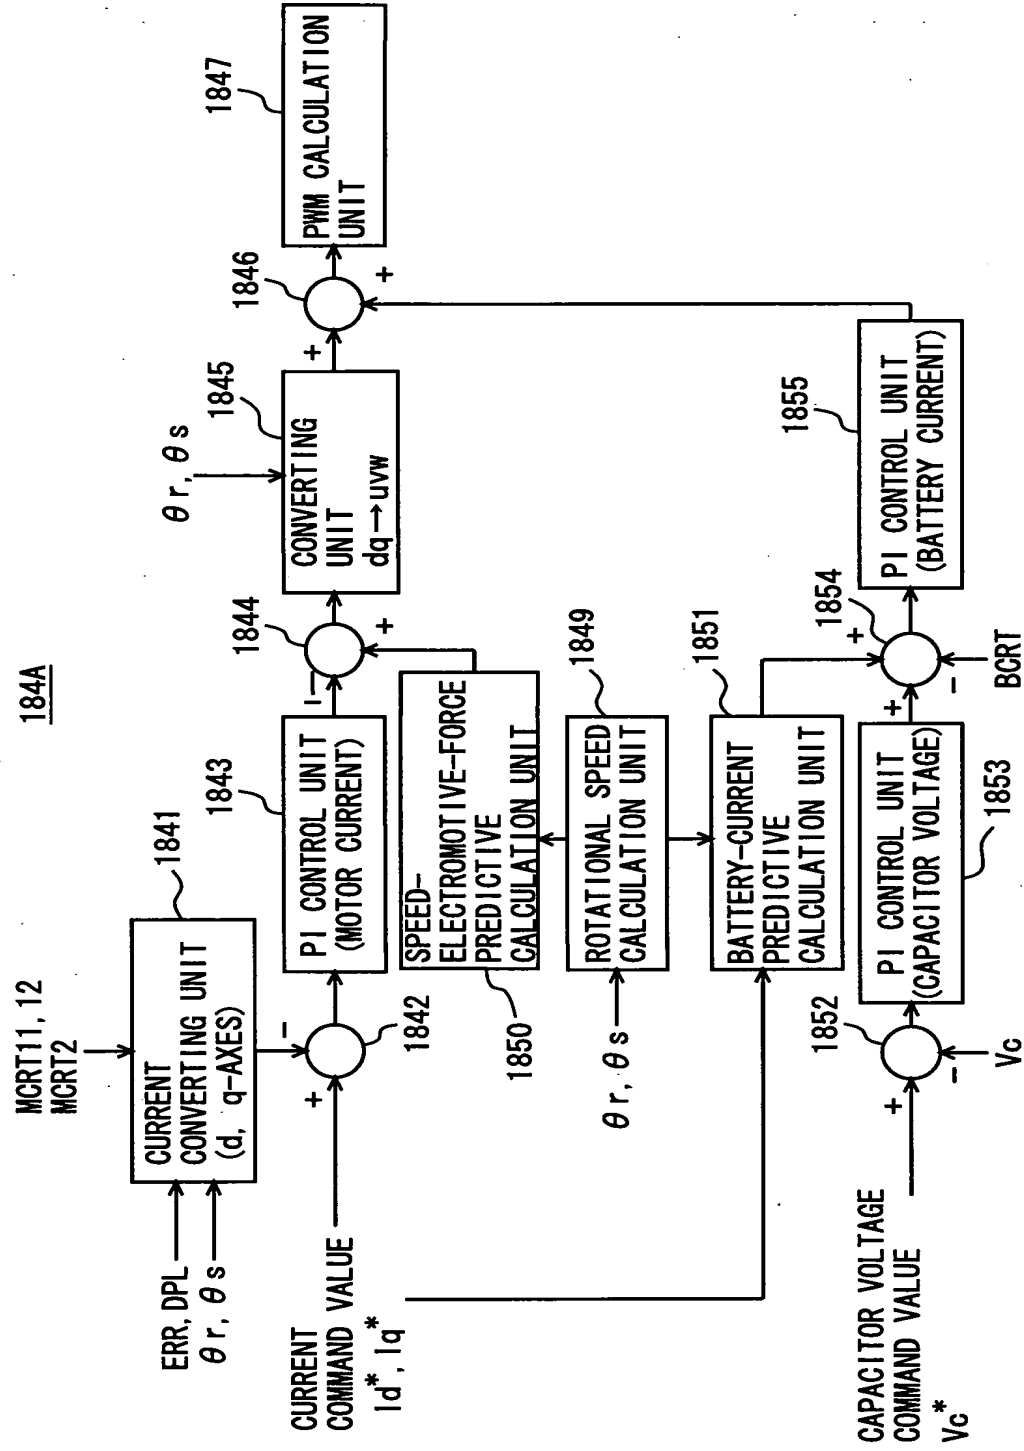 184A
MCRT11, 12
MCRT2
1841
CURRENT
CONVERTING UNIT
(d, q-AXES)
ERR, DPL
θr, θs
CURRENT
COMMAND VALUE
Id*, Iq*
+
-
1842
1843
PI CONTROL UNIT
(MOTOR CURRENT)
-
1844
+
θr, θs
1845
CONVERTING
UNIT
dq→uvw
+
1846
+
1847
PWM CALCULATION
UNIT
SPEED-
ELECTROMOTIVE-FORCE
PREDICTIVE
CALCULATION UNIT
1850
1849
ROTATIONAL SPEED
CALCULATION UNIT
θr, θs
1851
BATTERY-CURRENT
PREDICTIVE
CALCULATION UNIT
CAPACITOR VOLTAGE
COMMAND VALUE
Vc*
+
1852
-
Vc
PI CONTROL UNIT
(CAPACITOR VOLTAGE)
1853
+
+
1854
-
BCRT
1855
PI CONTROL UNIT
(BATTERY CURRENT)